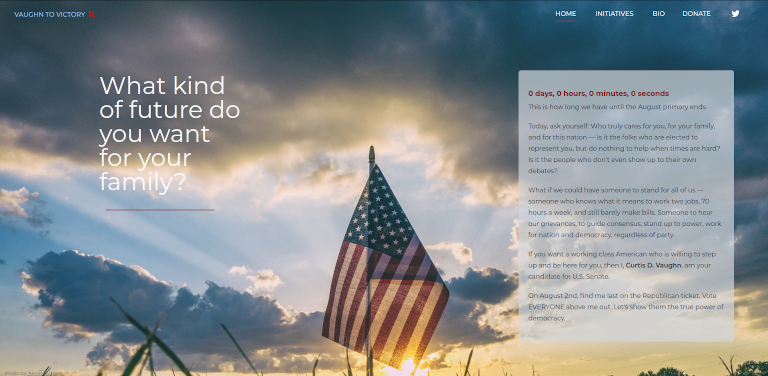 VAUGHN TO VICTORY
HOME INITIATIVES BIO DONATE
What kind
of future do
you want
for your
family?
0 days, 0 hours, 0 minutes, 0 seconds
This is how long we have until the August primary ends.
Today, ask yourself: Who truly cares for you, for your family,
and for this nation — Is it the folks who are elected to
represent you, but do nothing to help when times are hard?
Is it the people who don't even show up to their own
debates?
What if we could have someone to stand for all of us —
someone who knows what it means to work two jobs, 70
hours a week, and still barely make bills. Someone to hear
our grievances, to guide consensus, stand up to power, work
for nation and democracy, regardless of party.
If you want a working class American who is willing to step
up and be here for you, then I, Curtis D. Vaughn, am your
candidate for U.S. Senate.
On August 2nd, find me last on the Republican ticket. Vote
EVERYONE above me out. Let's show them the true power of
democracy.
Photo by